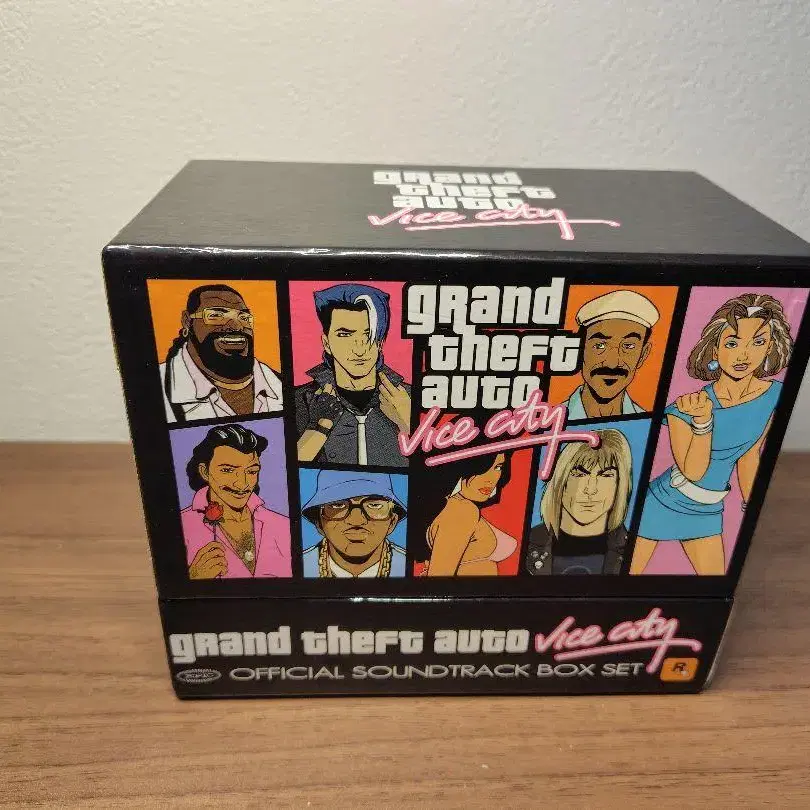 grand
theft
auto
Vice City
grand
theft
auto
Vice City
grand theft auto Vice City
EPIC OFFICIAL SOUNDTRACK BOX SET R